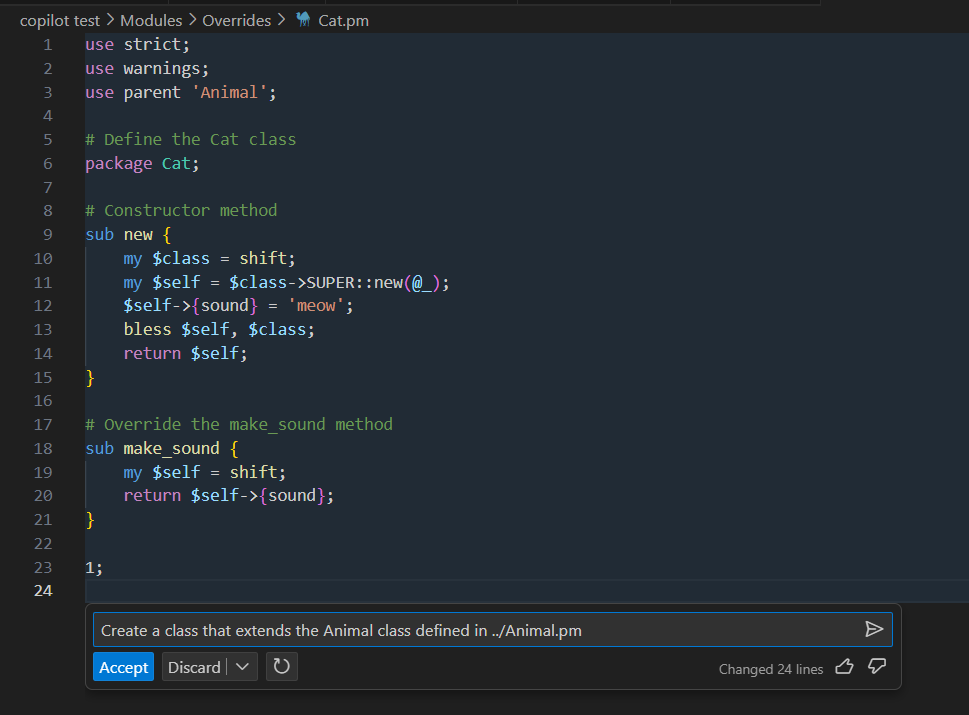 copilot test > Modules > Overrides > Cat.pm
1 use strict;
2 use warnings;
3 use parent 'Animal';
4
5 # Define the Cat class
6 package Cat;
7
8 # Constructor method
9 sub new {
10 my $class = shift;
11 my $self = $class->SUPER::new(@_);
12 $self->{sound} = 'meow';
13 bless $self, $class;
14 return $self;
15 }
16
17 # Override the make_sound method
18 sub make_sound {
19 my $self = shift;
20 return $self->{sound};
21 }
22
23 1;
24
Create a class that extends the Animal class defined in ../Animal.pm
Accept Discard Changed 24 lines